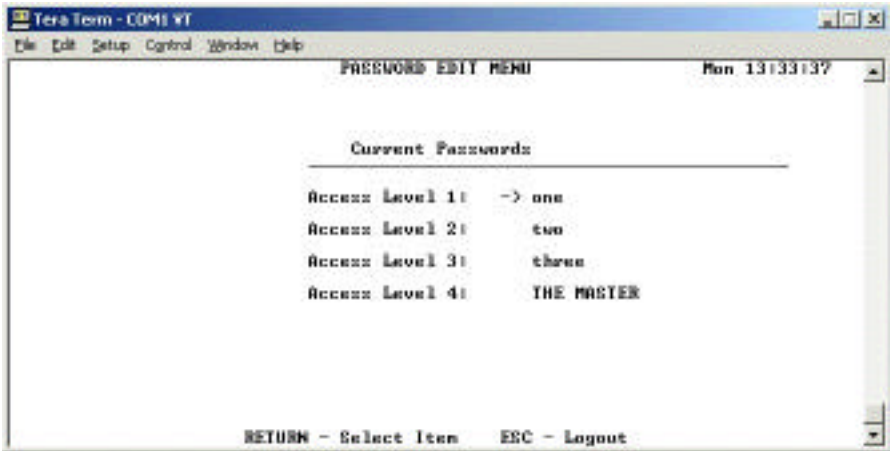 Tera Term - COM1 VT
File Edit Setup Control Window Help
PASSWORD EDIT MENU Mon 13:33:37
Current Passwords
Access Level 1: -> one
Access Level 2: two
Access Level 3: three
Access Level 4: THE MASTER
RETURN - Select Item ESC - Logout